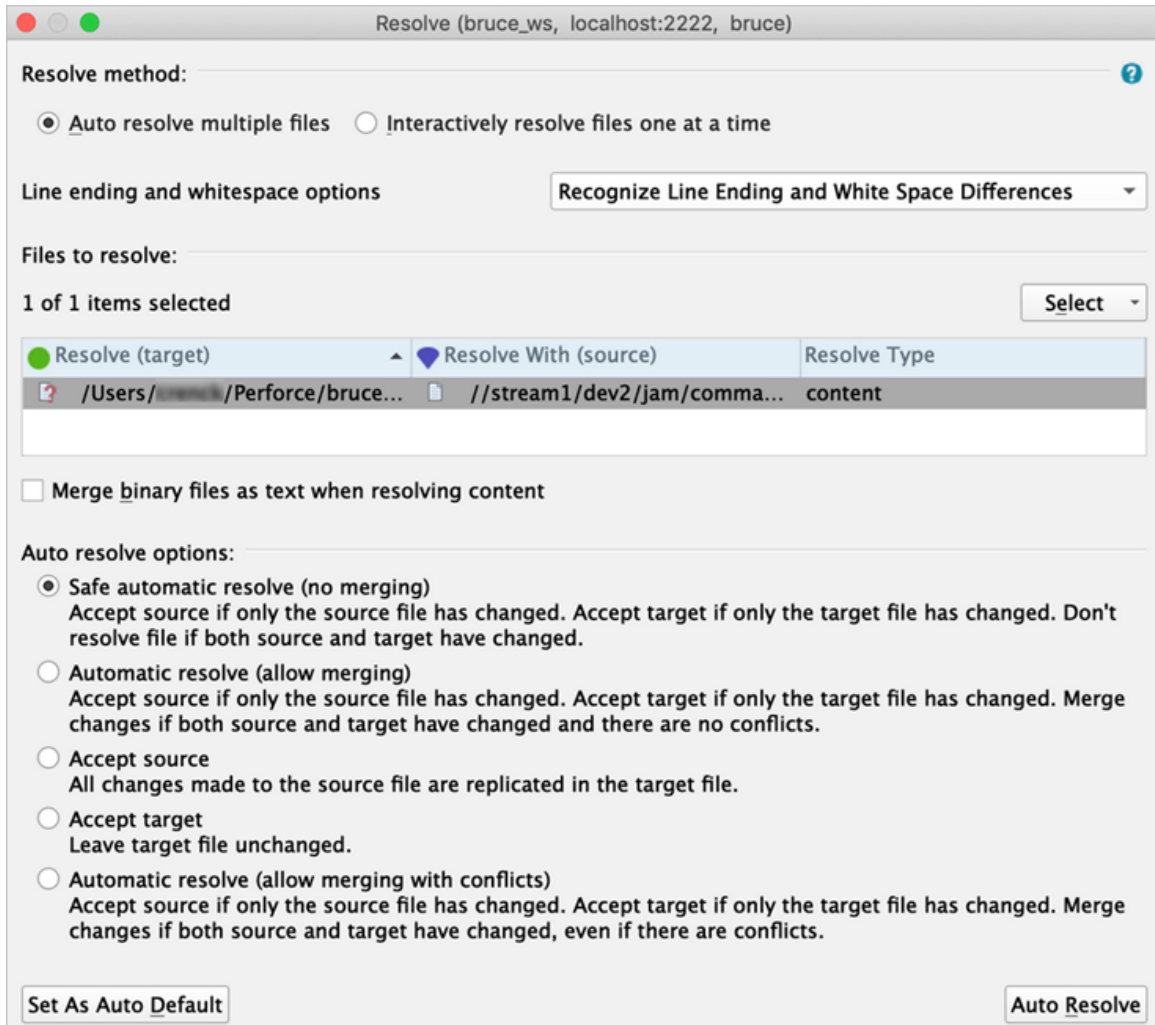 Resolve (bruce_ws, localhost:2222, bruce)
Resolve method:
?
Auto resolve multiple files Interactively resolve files one at a time
Line ending and whitespace options Recognize Line Ending and White Space Differences
Files to resolve:
1 of 1 items selected Select
Resolve (target) Resolve With (source) Resolve Type
/Users/ /Perforce/bruce... //stream1/dev2/jam/comma... content
Merge binary files as text when resolving content
Auto resolve options:
Safe automatic resolve (no merging)
Accept source if only the source file has changed. Accept target if only the target file has changed. Don't
resolve file if both source and target have changed.
Automatic resolve (allow merging)
Accept source if only the source file has changed. Accept target if only the target file has changed. Merge
changes if both source and target have changed and there are no conflicts.
Accept source
All changes made to the source file are replicated in the target file.
Accept target
Leave target file unchanged.
Automatic resolve (allow merging with conflicts)
Accept source if only the source file has changed. Accept target if only the target file has changed. Merge
changes if both source and target have changed, even if there are conflicts.
Set As Auto Default Auto Resolve